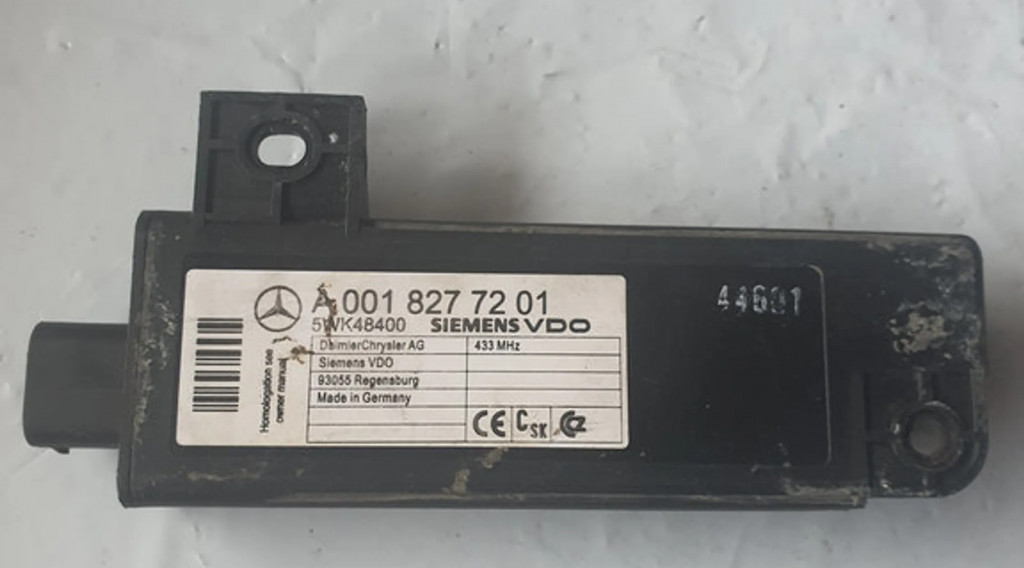 A 001 827 72 01
5WK48400 SIEMENS VDO
DaimlerChrysler AG 433 MHz
Siemens VDO
93055 Regensburg
Made in Germany
CE C SK
Homologation see
owner manual